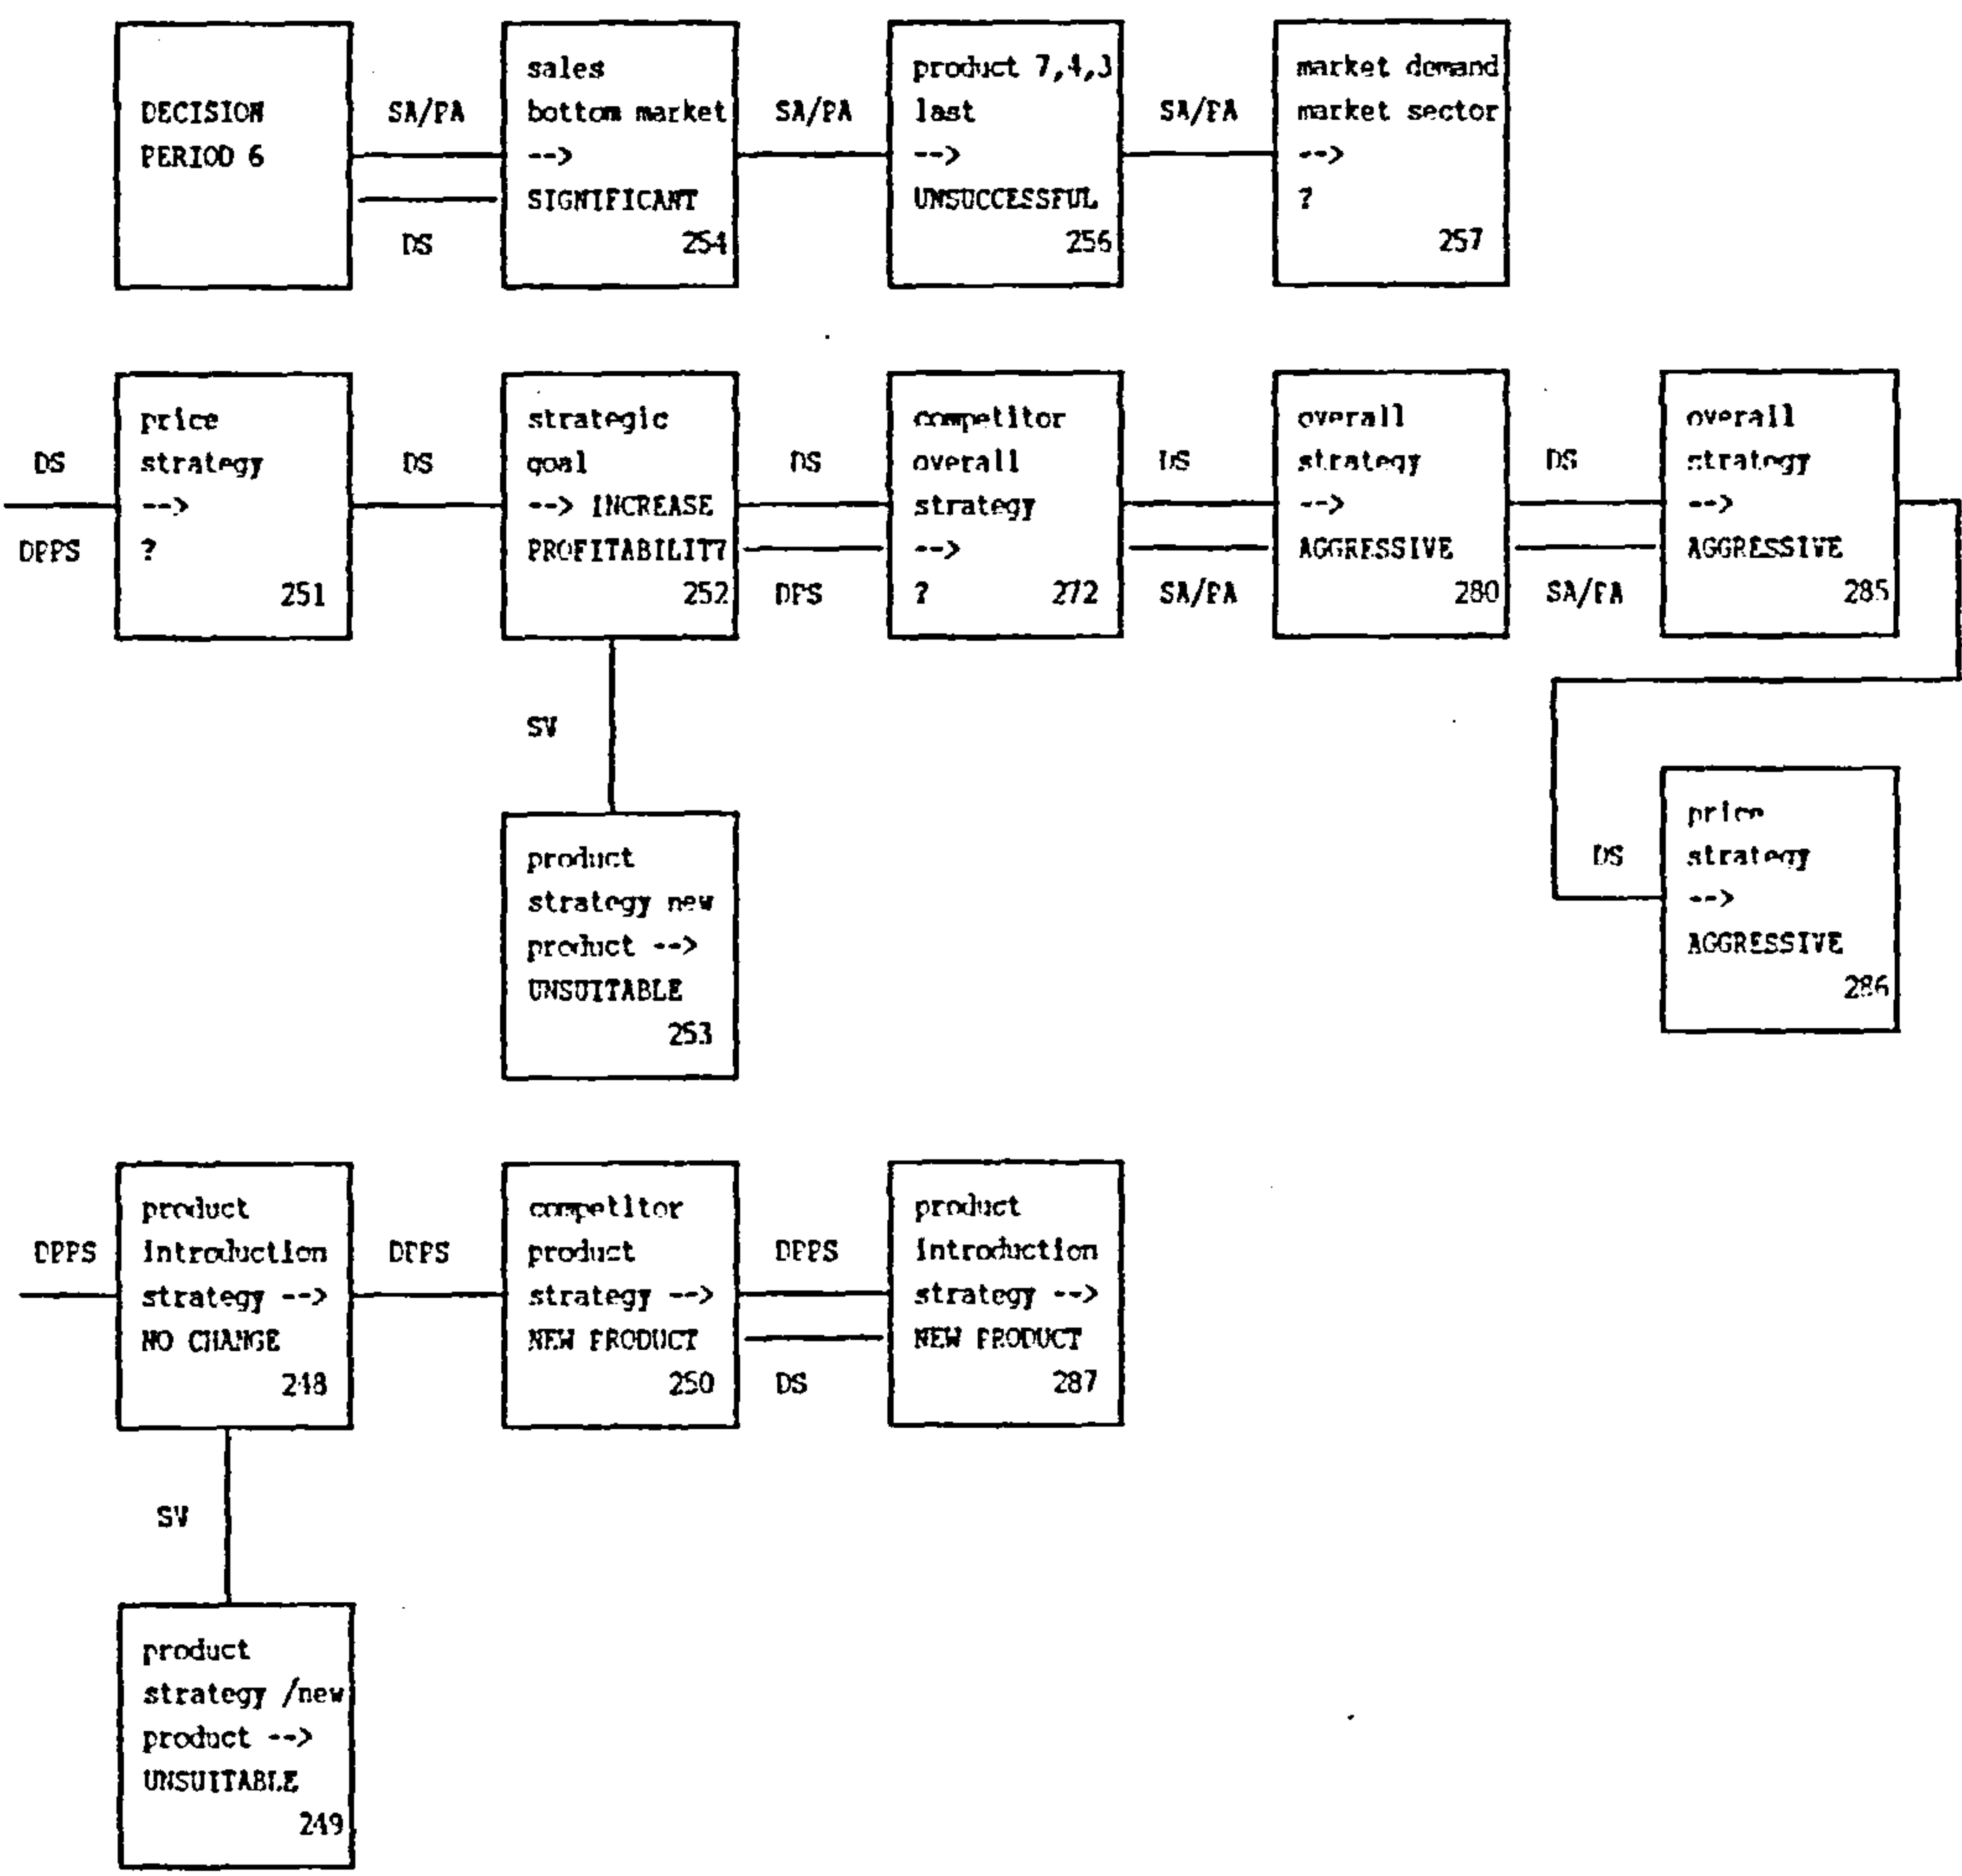 DECISION
PERIOD 6
SA/PA
DS
sales
bottom market
-->
SIGNIFICANT
254
SA/PA
product 7,4,3
last
-->
UNSUCCESSFUL
256
SA/PA
market demand
market sector
-->
?
257
DS
DPPS
price
strategy
-->
?
251
DS
strategic
goal
--> INCREASE
PROFITABILITY
252
DS
DPS
competitor
overall
strategy
-->
? 272
DS
SA/PA
overall
strategy
-->
AGGRESSIVE
280
DS
SA/PA
overall
strategy
-->
AGGRESSIVE
285
SV
product
strategy new
product -->
UNSUITABLE
253
DS
price
strategy
-->
AGGRESSIVE
286
DPPS
product
introduction
strategy -->
NO CHANGE
248
DPPS
competitor
product
strategy -->
NEW PRODUCT
250
DPPS
DS
product
introduction
strategy -->
NEW PRODUCT
287
SV
product
strategy /new
product -->
UNSUITABLE
249